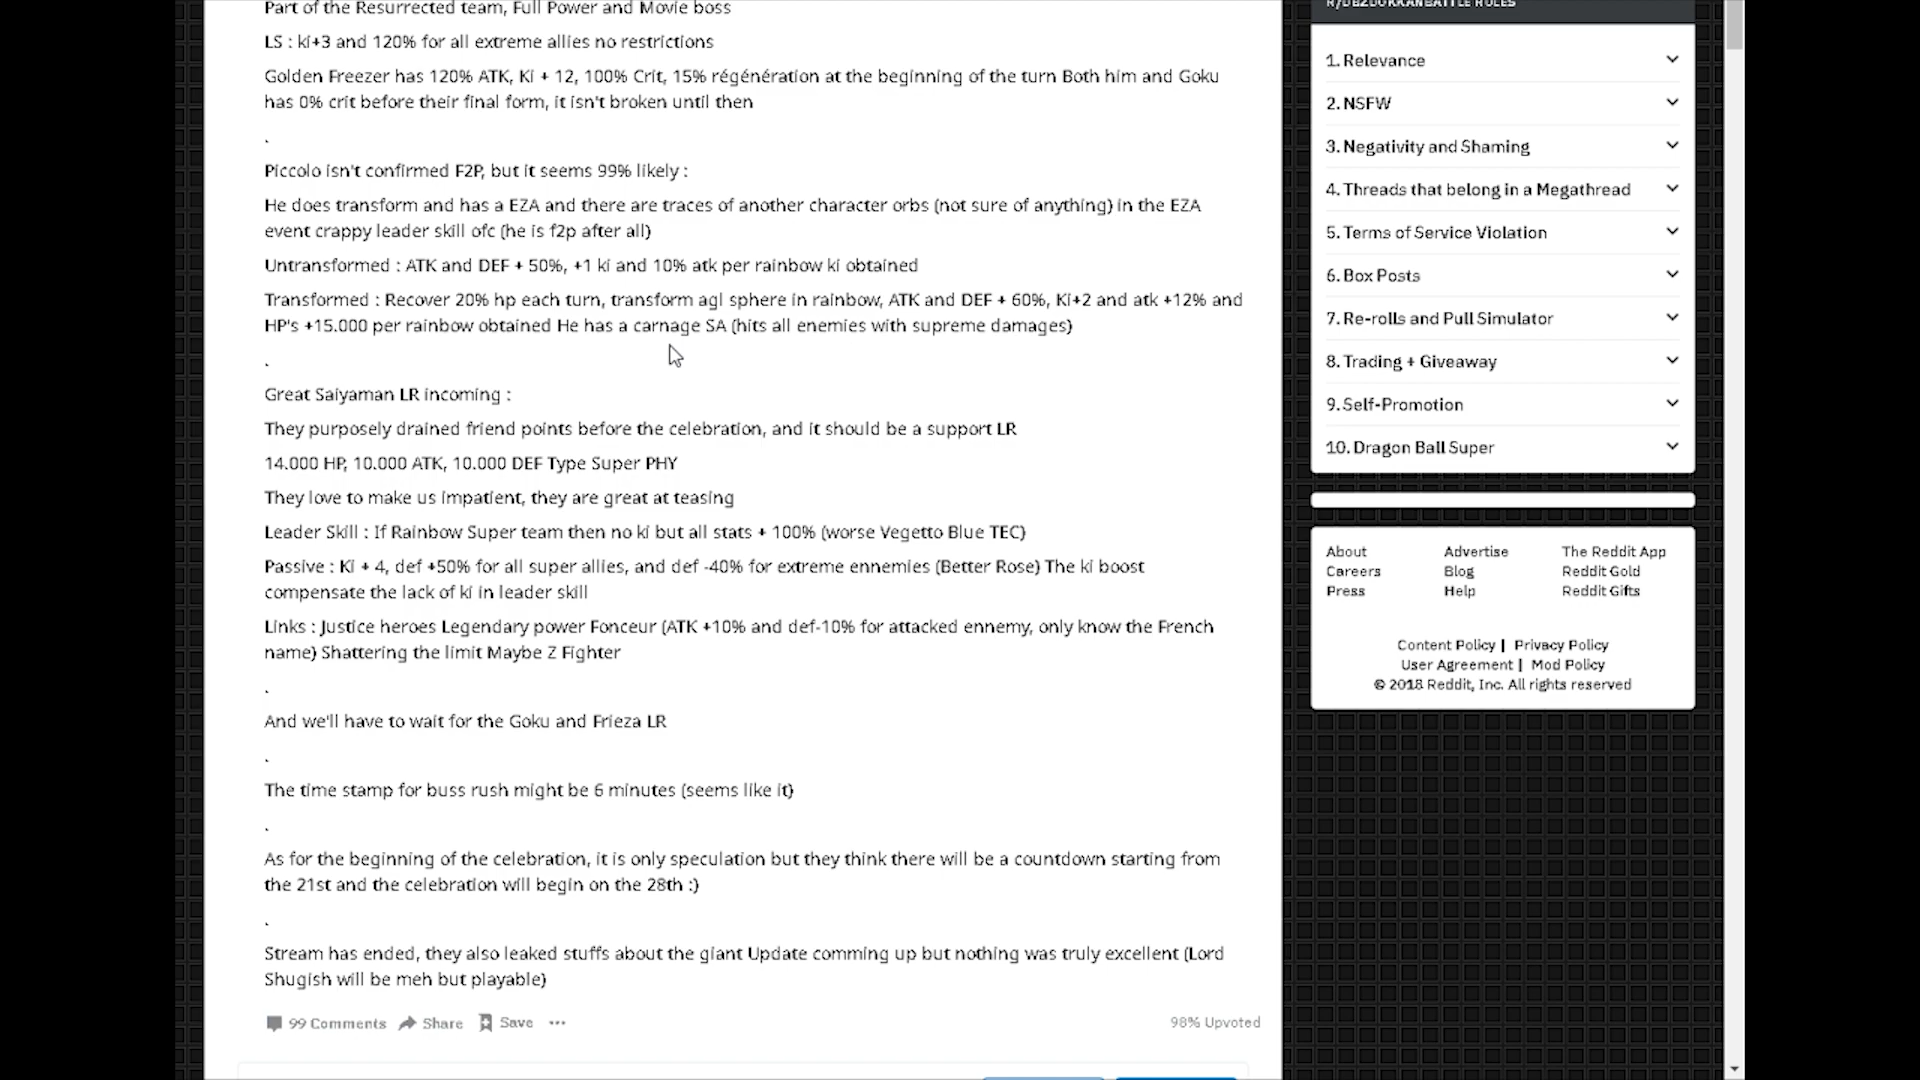 Part of the Resurrected team, Full Power and Movie boss
LS : ki+3 and 120% for all extreme allies no restrictions
Golden Freezer has 120% ATK, Ki + 12, 100% Crit, 15% régénération at the beginning of the turn Both him and Goku
has 0% crit before their final form, it isn't broken until then
.
Piccolo isn't confirmed F2P, but it seems 99% likely :
He does transform and has a EZA and there are traces of another character orbs (not sure of anything) in the EZA
event crappy leader skill ofc (he is f2p after all)
Untransformed : ATK and DEF + 50%, +1 ki and 10% atk per rainbow ki obtained
Transformed : Recover 20% hp each turn, transform agl sphere in rainbow, ATK and DEF + 60%, Ki+2 and atk +12% and
HP's +15.000 per rainbow obtained He has a carnage SA (hits all enemies with supreme damages)
.
Great Saiyaman LR incoming :
They purposely drained friend points before the celebration, and it should be a support LR
14.000 HP, 10.000 ATK, 10.000 DEF Type Super PHY
They love to make us impatient, they are great at teasing
Leader Skill : If Rainbow Super team then no ki but all stats + 100% (worse Vegetto Blue TEC)
Passive : Ki + 4, def +50% for all super allies, and def -40% for extreme ennemies (Better Rose) The ki boost
compensate the lack of ki in leader skill
Links : Justice heroes Legendary power Fonceur (ATK +10% and def-10% for attacked ennemy, only know the French
name) Shattering the limit Maybe Z Fighter
.
And we'll have to wait for the Goku and Frieza LR
.
The time stamp for buss rush might be 6 minutes (seems like it)
.
As for the beginning of the celebration, it is only speculation but they think there will be a countdown starting from
the 21st and the celebration will begin on the 28th :)
.
Stream has ended, they also leaked stuffs about the giant Update comming up but nothing was truly excellent (Lord
Shugish will be meh but playable)
99 Comments Share Save ...
98% Upvoted
R/DBZDOKKANBATTLE RULES
1. Relevance
2. NSFW
3. Negativity and Shaming
4. Threads that belong in a Megathread
5. Terms of Service Violation
6. Box Posts
7. Re-rolls and Pull Simulator
8. Trading + Giveaway
9. Self-Promotion
10. Dragon Ball Super
About Advertise The Reddit App
Careers Blog Reddit Gold
Press Help Reddit Gifts
Content Policy | Privacy Policy
User Agreement | Mod Policy
© 2018 Reddit, Inc. All rights reserved